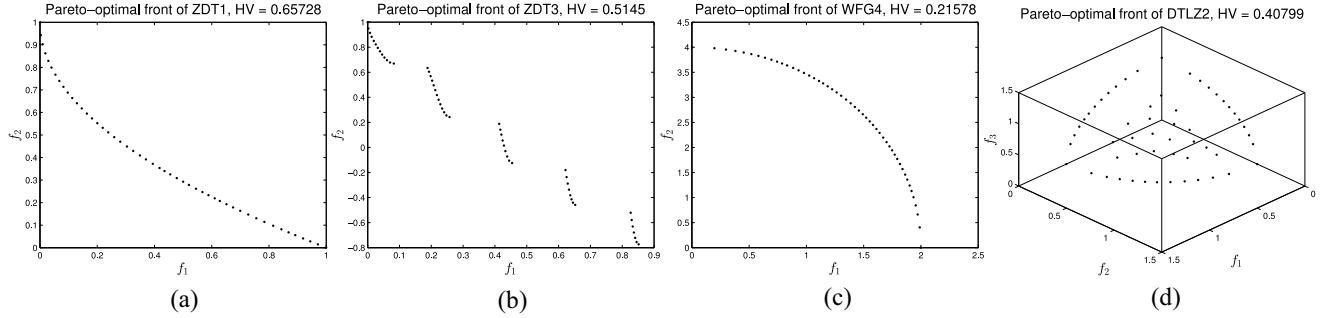 Pareto–optimal front of ZDT1, HV = 0.65728
0.9
0.8
0.7
0.6
0.5
0.4
0.3
0.2
0.1
0
0 0.2 0.4 0.6 0.8 1
f2
f1
(a)
Pareto–optimal front of ZDT3, HV = 0.5145
1
0.8
0.6
0.4
0.2
0
−0.2
−0.4
−0.6
−0.8
0 0.1 0.2 0.3 0.4 0.5 0.6 0.7 0.8 0.9
f2
f1
(b)
Pareto–optimal front of WFG4, HV = 0.21578
4.5
4
3.5
3
2.5
2
1.5
1
0.5
0
0 0.5 1 1.5 2 2.5
f2
f1
(c)
Pareto–optimal front of DTLZ2, HV = 0.40799
1.5
1
0.5
0
f3
0
0.5
1
1.5
f2
0
0.5
1
1.5
f1
(d)